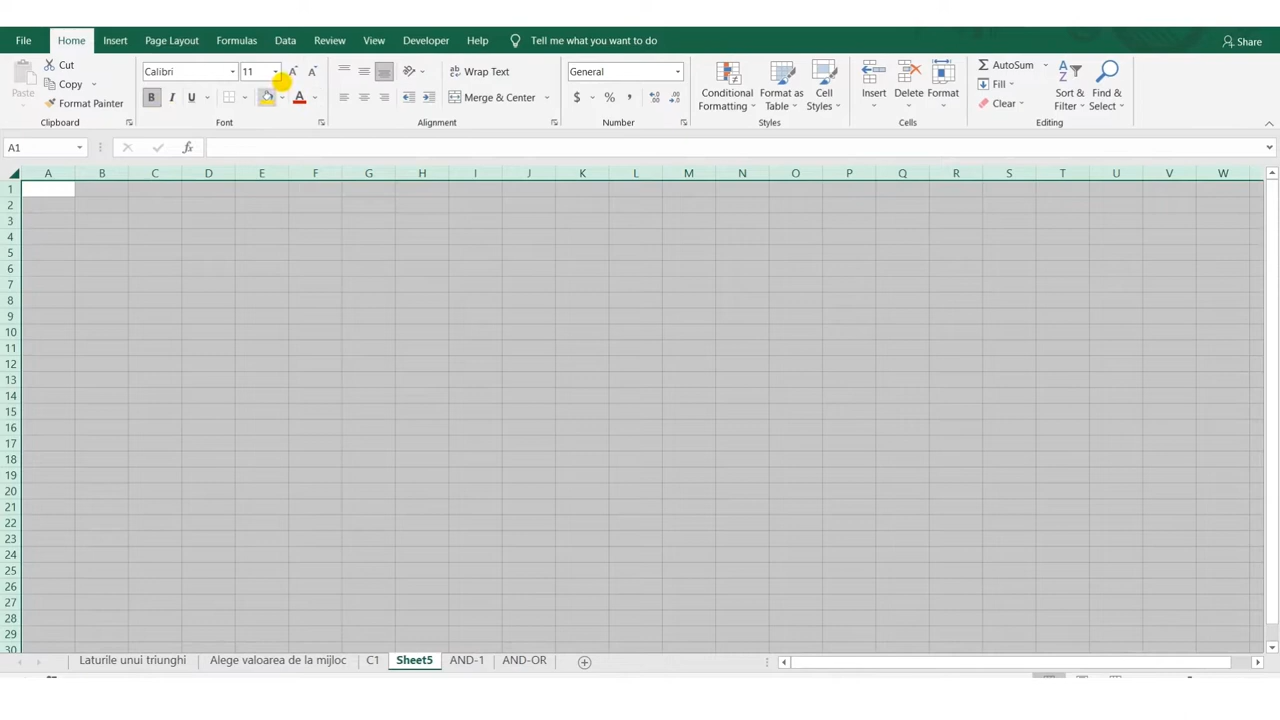 File Home Insert Page Layout Formulas Data Review View Developer Help Tell me what you want to do Share
Cut
Copy
Format Painter
Paste
Clipboard
Calibri 11
B I U A
Font
Wrap Text
Merge & Center
Alignment
General
$ % ,
Number
Conditional Formatting
Format as Table
Cell Styles
Styles
Insert Delete Format
Cells
AutoSum
Fill
Clear
Sort & Filter
Find & Select
Editing
A1 fx
A B C D E F G H I J K L M N O P Q R S T U V W
1
2
3
4
5
6
7
8
9
10
11
12
13
14
15
16
17
18
19
20
21
22
23
24
25
26
27
28
29
30
Laturile unui triunghi Alege valoarea de la mijloc C1 Sheet5 AND-1 AND-OR